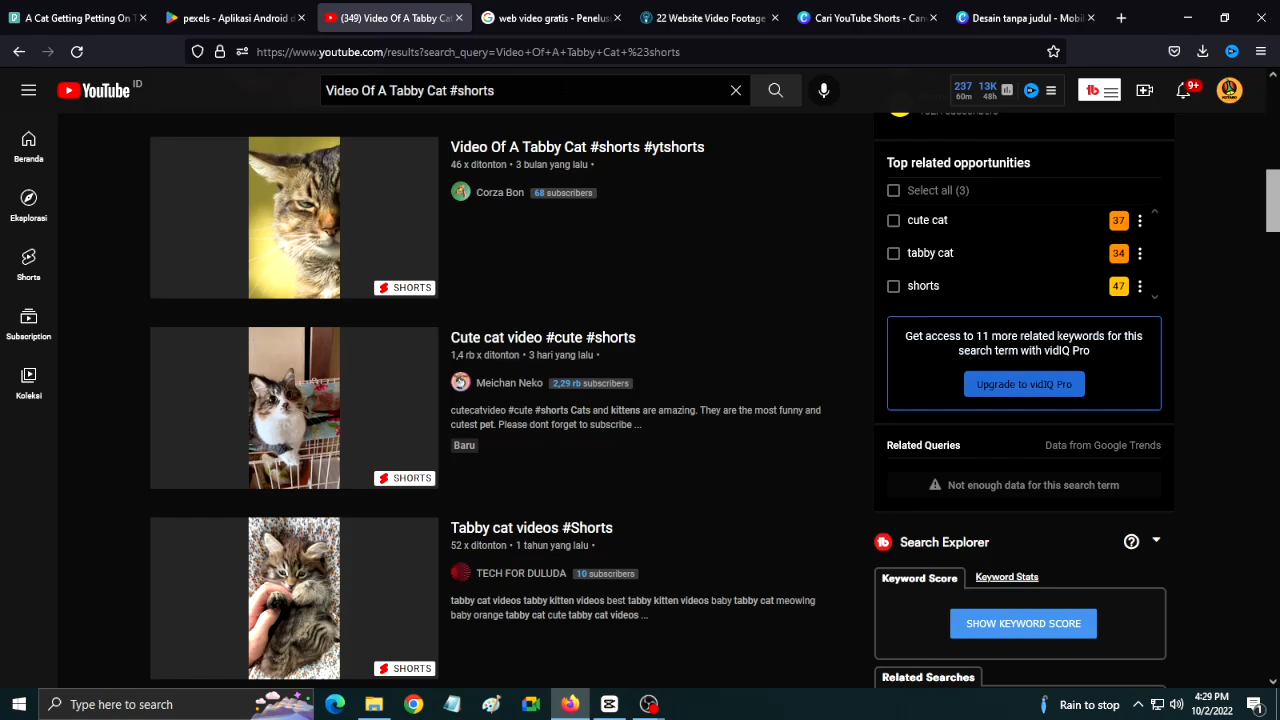 A Cat Getting Petting On T
pexels - Aplikasi Android d
(349) Video Of A Tabby Cat
web video gratis - Penelus
22 Website Video Footage
Cari YouTube Shorts - Can
Desain tanpa judul - Mobil
https://www.youtube.com/results?search_query=Video+Of+A+Tabby+Cat+%23shorts
YouTube ID
Video Of A Tabby Cat #shorts
237 13K
60m 48h
tb
9+
Beranda
Eksplorasi
Shorts
Subscription
Koleksi
Video Of A Tabby Cat #shorts #ytshorts
46 x ditonton • 3 bulan yang lalu •
Corza Bon 68 subscribers
SHORTS
Cute cat video #cute #shorts
1,4 rb x ditonton • 3 hari yang lalu •
Meichan Neko 2,29 rb subscribers
cutecatvideo #cute #shorts Cats and kittens are amazing. They are the most funny and
cutest pet. Please dont forget to subscribe ...
Baru
SHORTS
Tabby cat videos #Shorts
52 x ditonton • 1 tahun yang lalu •
TECH FOR DULUDA 10 subscribers
tabby cat videos tabby kitten videos best tabby kitten videos baby tabby cat meowing
baby orange tabby cat cute tabby cat videos ...
SHORTS
Top related opportunities
Select all (3)
cute cat 37
tabby cat 34
shorts 47
Get access to 11 more related keywords for this
search term with vidIQ Pro
Upgrade to vidIQ Pro
Related Queries Data from Google Trends
Not enough data for this search term
tb Search Explorer
Keyword Score Keyword Stats
SHOW KEYWORD SCORE
Related Searches
Type here to search
Rain to stop
4:29 PM
10/2/2022
1